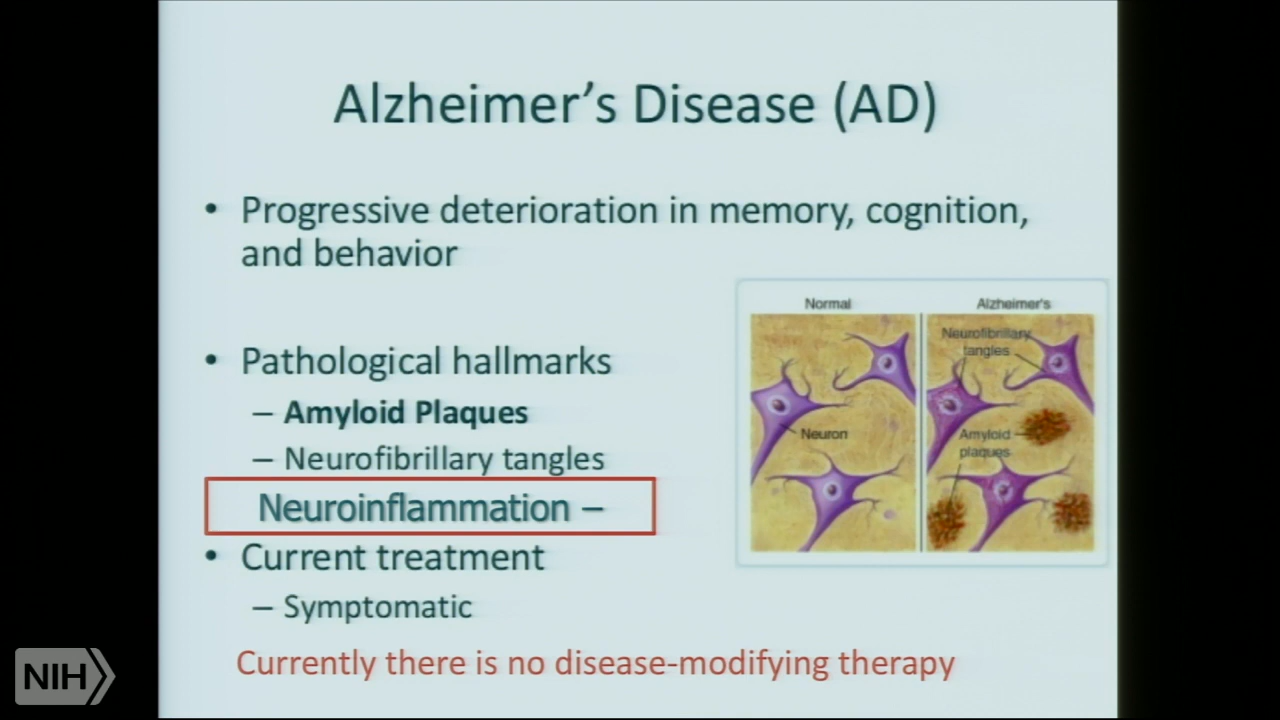 Alzheimer's Disease (AD)
• Progressive deterioration in memory, cognition,
and behavior
• Pathological hallmarks
– Amyloid Plaques
– Neurofibrillary tangles
Neuroinflammation –
• Current treatment
– Symptomatic
Currently there is no disease-modifying therapy
Normal
Alzheimer's
Neurofibrillary
tangles
Neuron
Amyloid
plaques
NIH